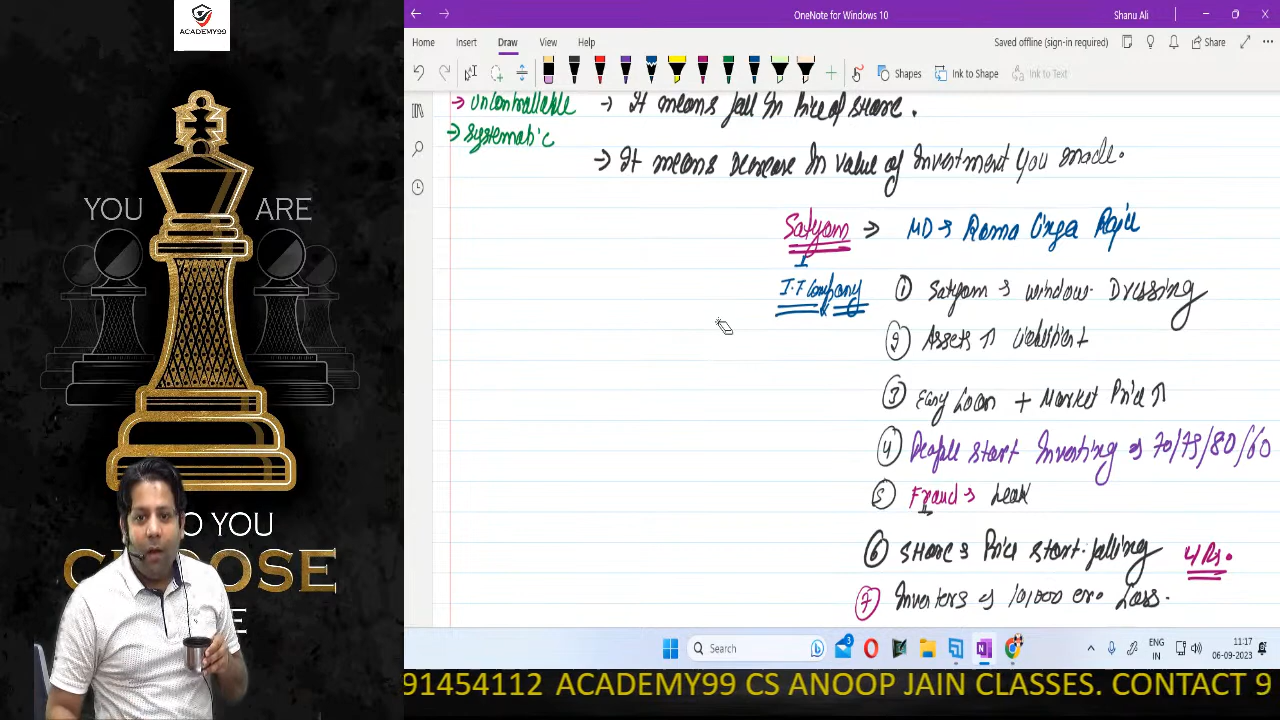 ACADEMY99
OneNote for Windows 10
Shanu Ali
Home Insert Draw View Help
Saved offline (sign-in required)
Share
Shapes
Ink to Shape
Ink to Text
→ Uncontrollable
→ Systematic
→ It means fall In Price of SHare.
→ It means Decrease In value of Investment you made.
Satyam → MD → Rama Linga Raju
I.T Company
① Satyam → window Dressing
② Assets ↑
③ Easy Loan + Market Price ↑
④ People start Investing → 70/75/80/60
⑤ Fraud → Leak
⑥ SHare → Price start falling 4 Rs.
⑦ Investors → 10,000 cro Loss.
YOU ARE
O YOU
CHOOSE
E
Search
3
ENG
IN
11:17
06-09-2023
91454112 ACADEMY99 CS ANOOP JAIN CLASSES. CONTACT 9